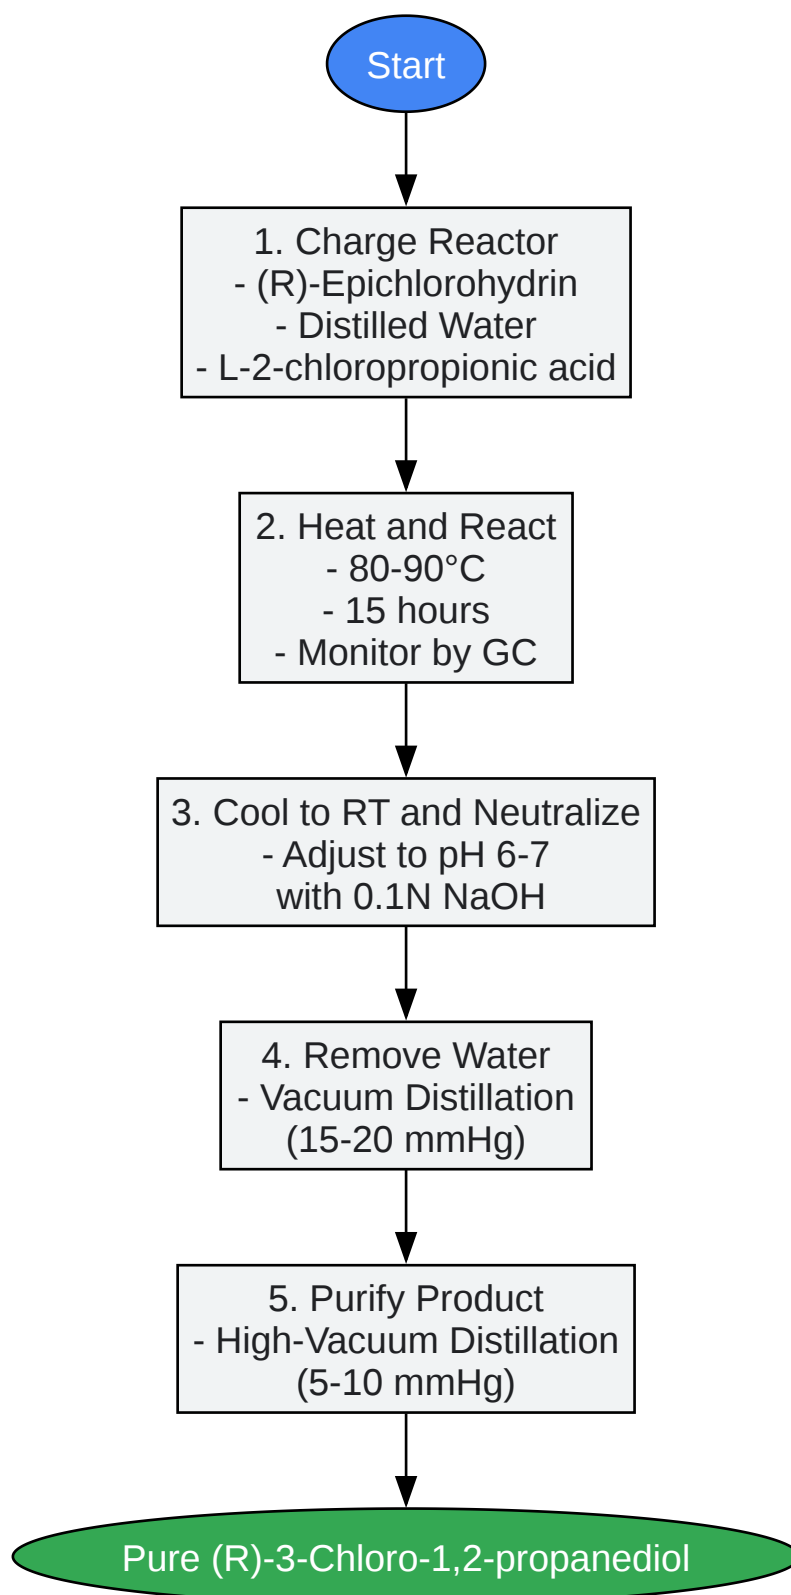 Start
1. Charge Reactor
- (R)-Epichlorohydrin
- Distilled Water
- L-2-chloropropionic acid
2. Heat and React
- 80-90°C
- 15 hours
- Monitor by GC
3. Cool to RT and Neutralize
- Adjust to pH 6-7
with 0.1N NaOH
4. Remove Water
- Vacuum Distillation
(15-20 mmHg)
5. Purify Product
- High-Vacuum Distillation
(5-10 mmHg)
Pure (R)-3-Chloro-1,2-propanediol